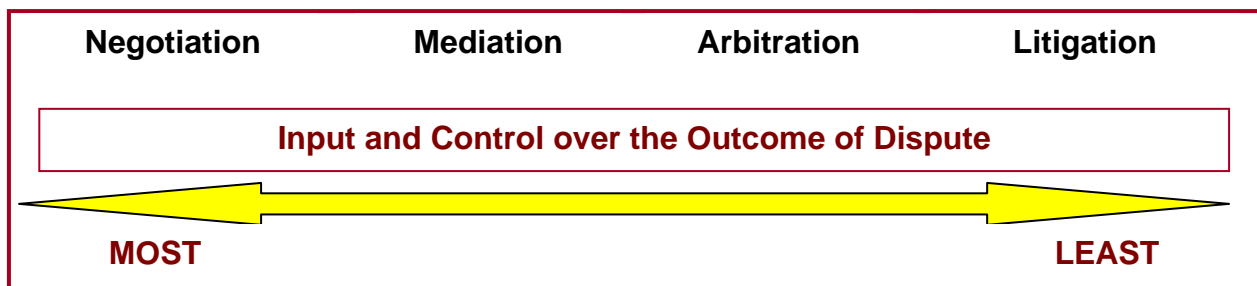 Negotiation Mediation Arbitration Litigation
Input and Control over the Outcome of Dispute
MOST LEAST